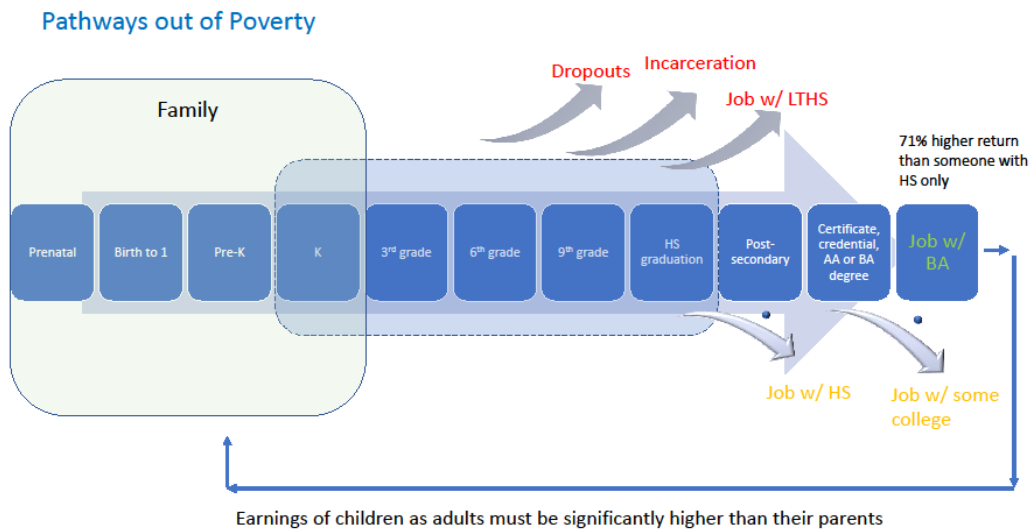 Pathways out of Poverty
Family
Dropouts
Incarceration
Job w/ LTHS
71% higher return
than someone with
HS only
Prenatal
Birth to 1
Pre-K
K
3rd grade
6th grade
9th grade
HS
graduation
Post-
secondary
Certificate,
credential,
AA or BA
degree
Job w/
BA
Job w/ HS
Job w/ some
college
Earnings of children as adults must be significantly higher than their parents